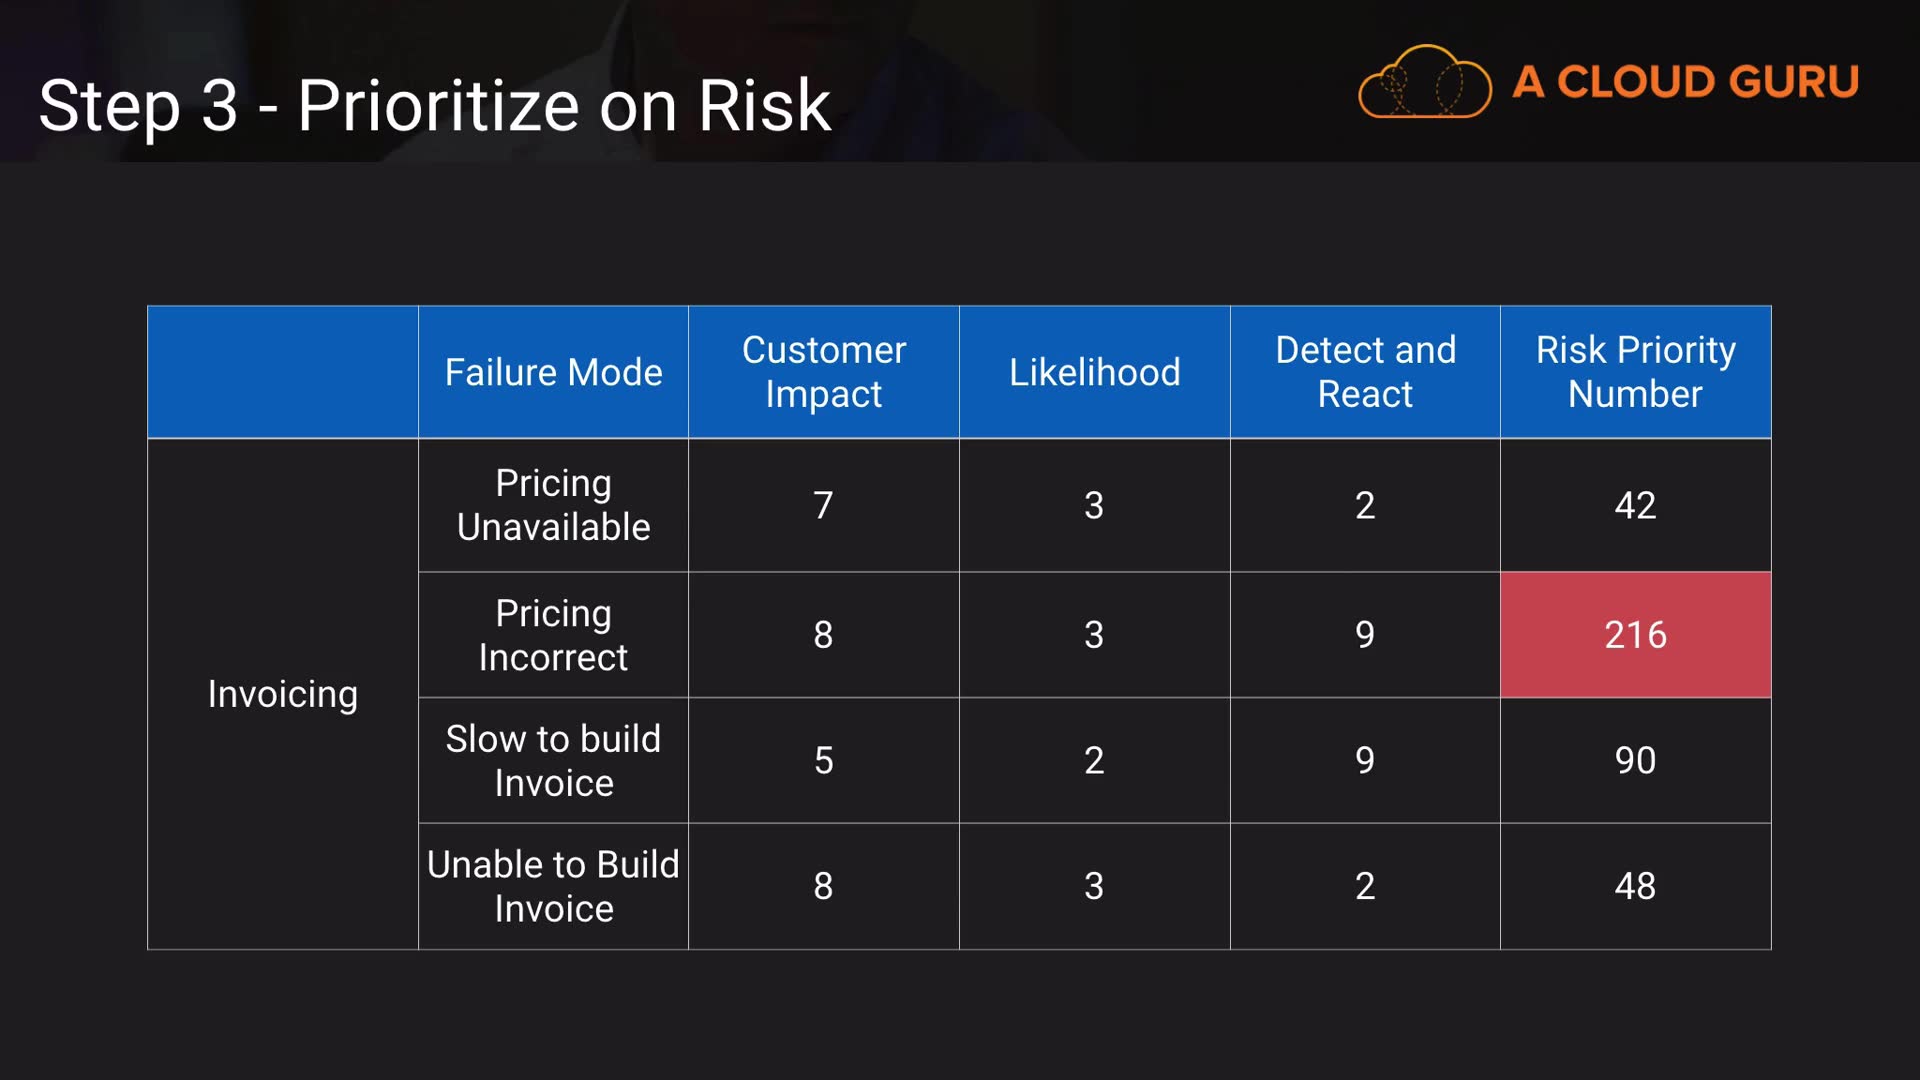 Step 3 - Prioritize on Risk
A CLOUD GURU
Failure Mode
Customer
Impact
Likelihood
Detect and
React
Risk Priority
Number
Invoicing
Pricing
Unavailable
7
3
2
42
Pricing
Incorrect
8
3
9
216
Slow to build
Invoice
5
2
9
90
Unable to Build
Invoice
8
3
2
48